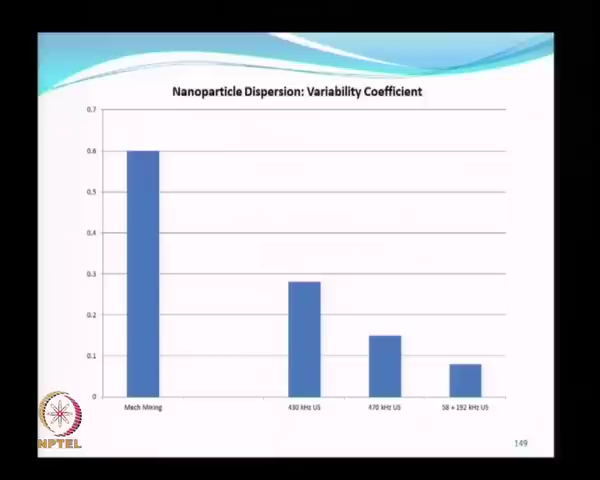 Nanoparticle Dispersion: Variability Coefficient
0.7
0.6
0.5
0.4
0.3
0.2
0.1
0
Mech Mixing
430 kHz US
470 kHz US
58 + 192 kHz US
NPTEL
149